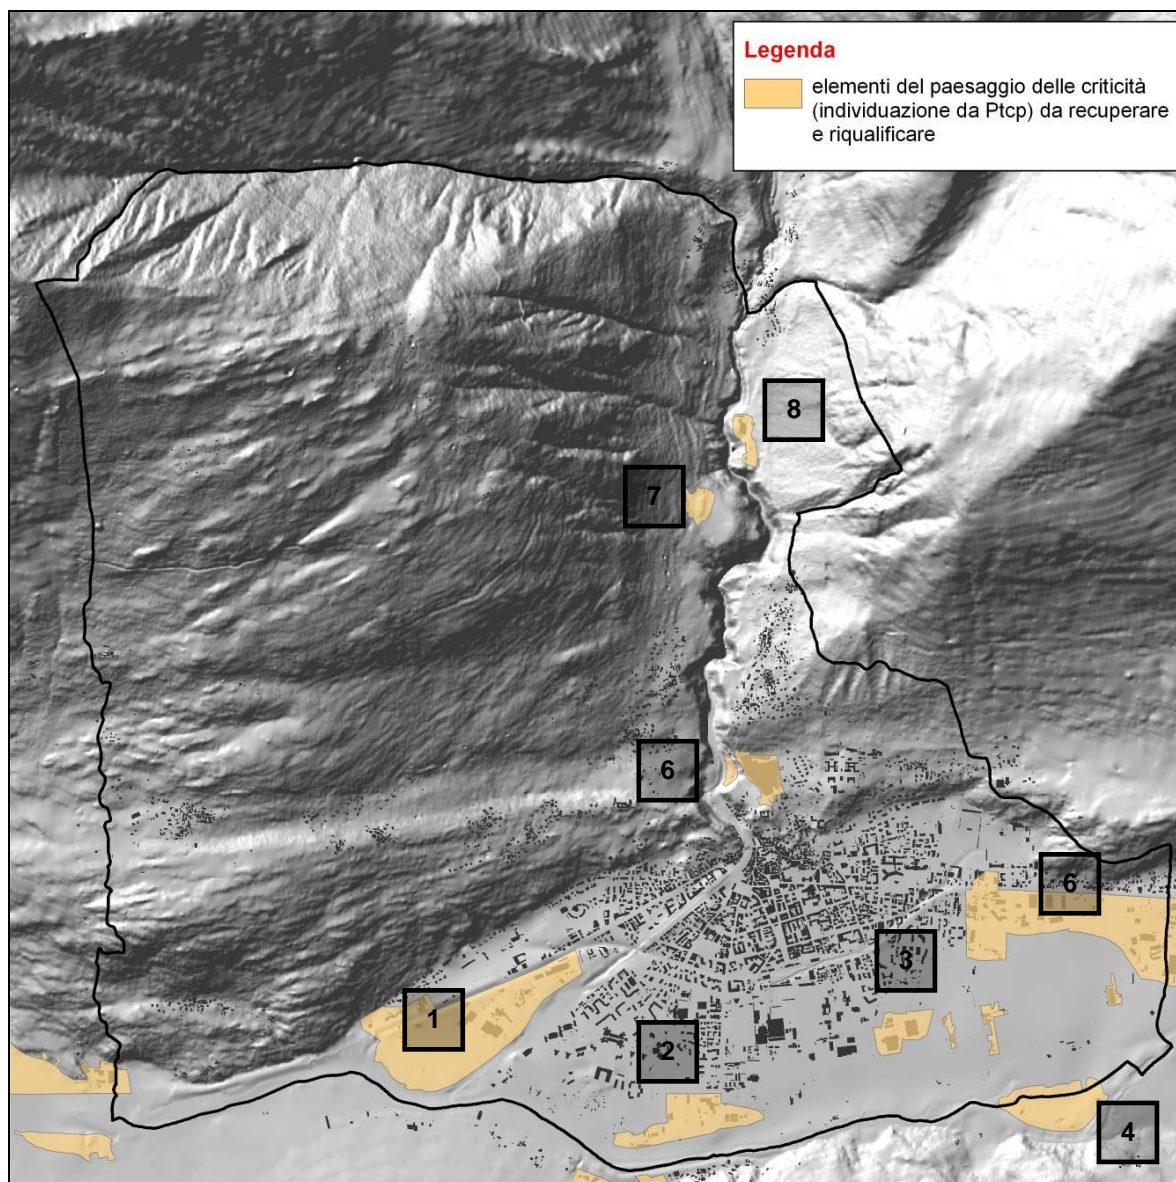 Legenda
elementi del paesaggio delle criticità
(individuazione da Ptcp) da recuperare
e riqualificare
8
7
6
6
3
1
2
4